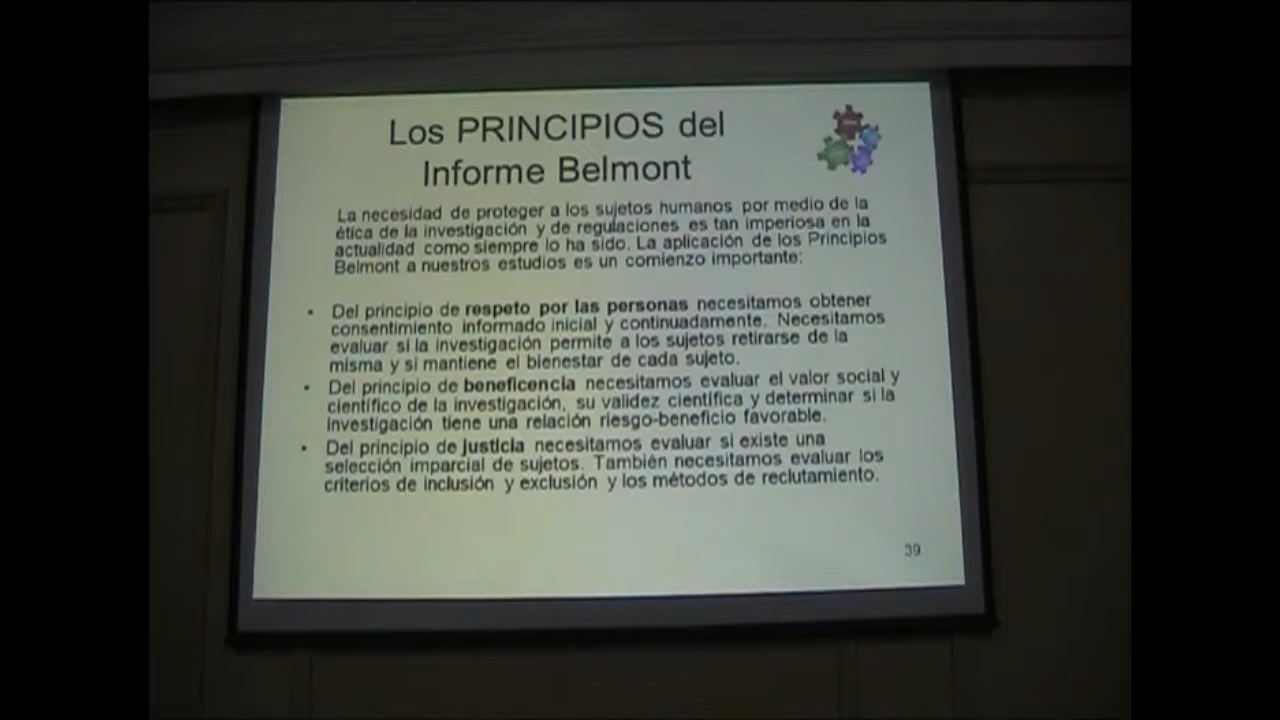 Los PRINCIPIOS del
Informe Belmont
La necesidad de proteger a los sujetos humanos por medio de la
ética de la investigación y de regulaciones es tan imperiosa en la
actualidad como siempre lo ha sido. La aplicación de los Principios
Belmont a nuestros estudios es un comienzo importante:
• Del principio de respeto por las personas necesitamos obtener
consentimiento informado inicial y continuadamente. Necesitamos
evaluar si la investigación permite a los sujetos retirarse de la
misma y si mantiene el bienestar de cada sujeto.
• Del principio de beneficencia necesitamos evaluar el valor social y
científico de la investigación, su validez científica y determinar si la
investigación tiene una relación riesgo-beneficio favorable.
• Del principio de justicia necesitamos evaluar si existe una
selección imparcial de sujetos. También necesitamos evaluar los
criterios de inclusión y exclusión y los métodos de reclutamiento.
39